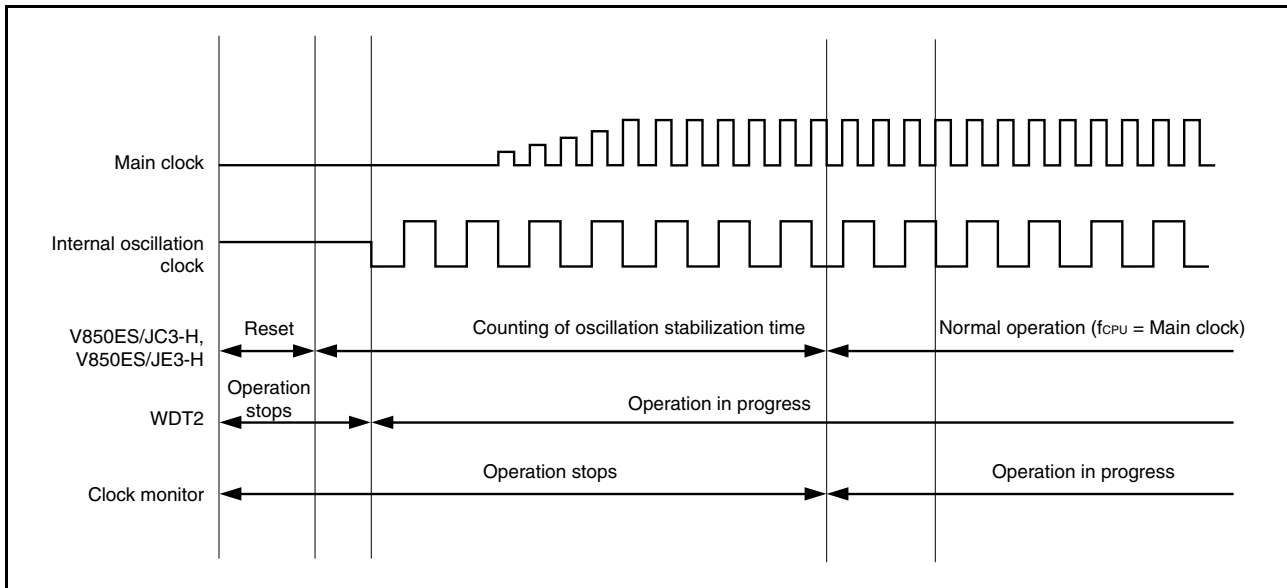 Main clock
Internal oscillation
clock
V850ES/JC3-H,
V850ES/JE3-H
Reset
Counting of oscillation stabilization time
Normal operation (fCPU = Main clock)
WDT2
Operation
stops
Operation in progress
Clock monitor
Operation stops
Operation in progress